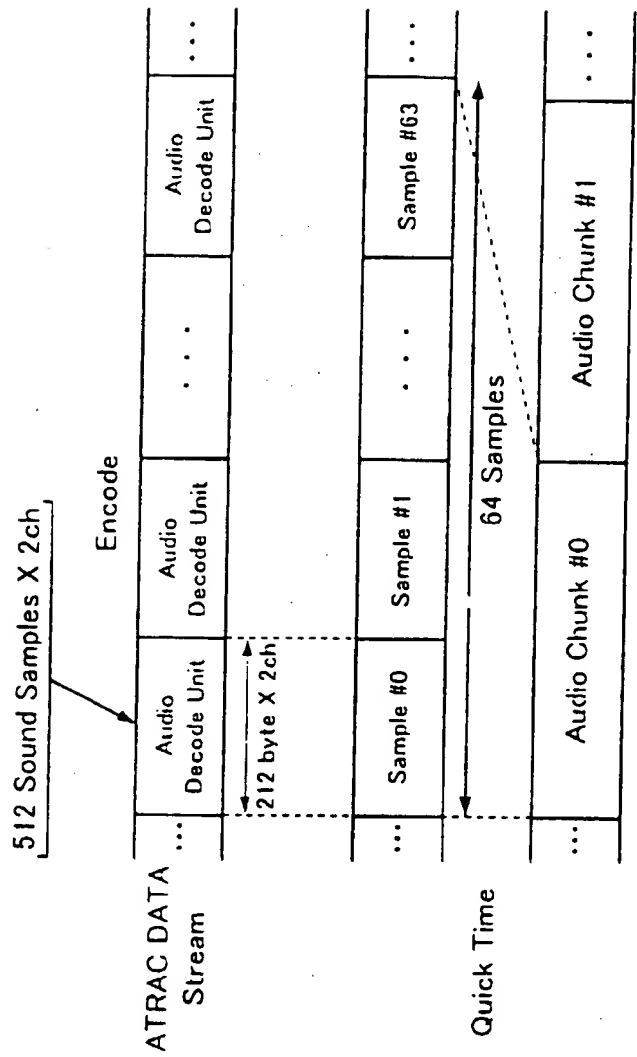 512 Sound Samples X 2ch
Encode
ATRAC DATA
Stream
...
Audio
Decode Unit
Audio
Decode Unit
...
Audio
Decode Unit
...
212 byte X 2ch
...
Sample #0
Sample #1
...
Sample #63
...
64 Samples
Quick Time
...
Audio Chunk #0
Audio Chunk #1
...